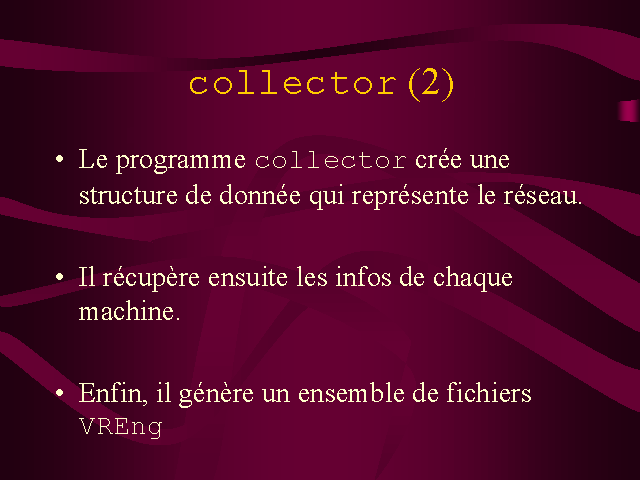 collector (2)
• Le programme collector crée une
structure de donnée qui représente le réseau.
• Il récupère ensuite les infos de chaque
machine.
• Enfin, il génère un ensemble de fichiers
VREng